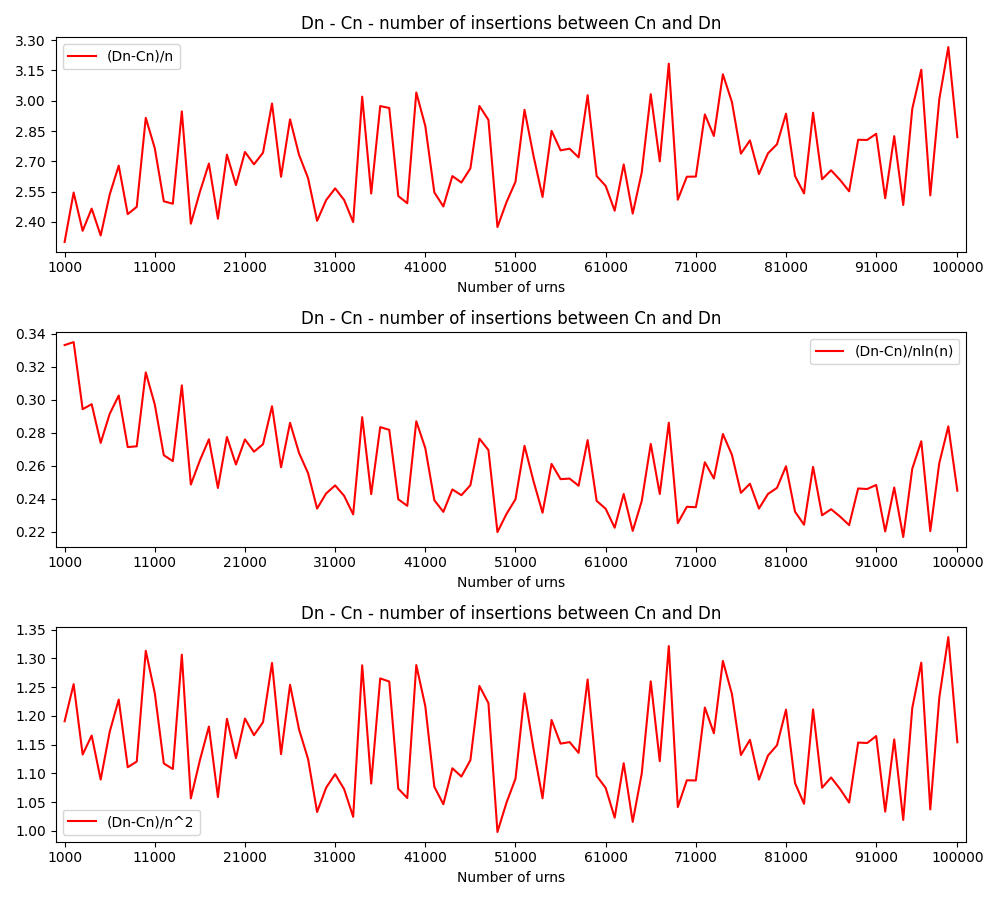 Dn - Cn - number of insertions between Cn and Dn
(Dn-Cn)/n
3.30
3.15
3.00
2.85
2.70
2.55
2.40
1000 11000 21000 31000 41000 51000 61000 71000 81000 91000 100000
Number of urns
Dn - Cn - number of insertions between Cn and Dn
(Dn-Cn)/nln(n)
0.34
0.32
0.30
0.28
0.26
0.24
0.22
1000 11000 21000 31000 41000 51000 61000 71000 81000 91000 100000
Number of urns
Dn - Cn - number of insertions between Cn and Dn
1.35
1.30
1.25
1.20
1.15
1.10
1.05
1.00
(Dn-Cn)/n^2
1000 11000 21000 31000 41000 51000 61000 71000 81000 91000 100000
Number of urns